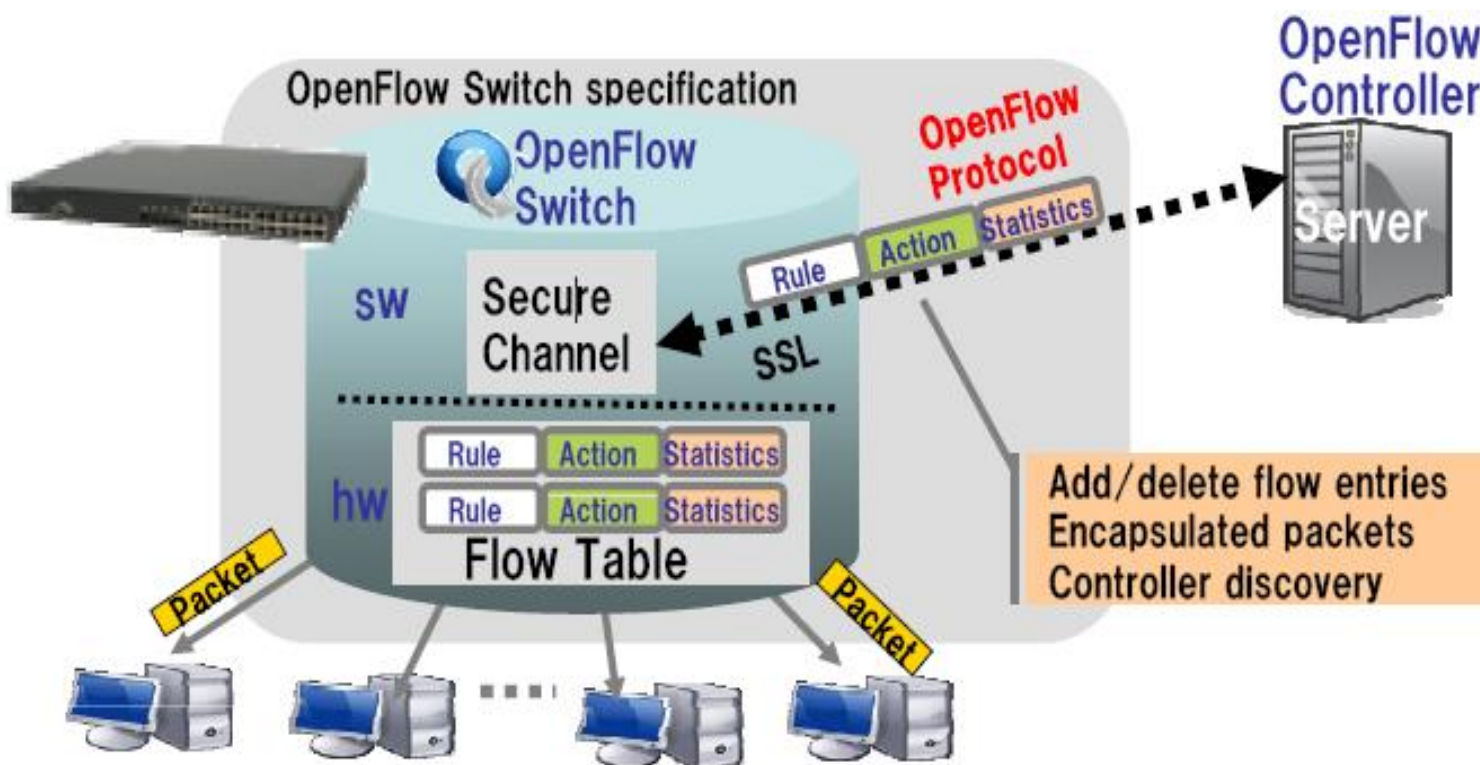 OpenFlow
Controller
OpenFlow Switch specification
OpenFlow
Switch
OpenFlow
Protocol
Rule Action Statistics
Server
sw
Secure
Channel
SSL
Rule Action Statistics
hw
Rule Action Statistics
Flow Table
Add/delete flow entries
Encapsulated packets
Controller discovery
Packet
Packet